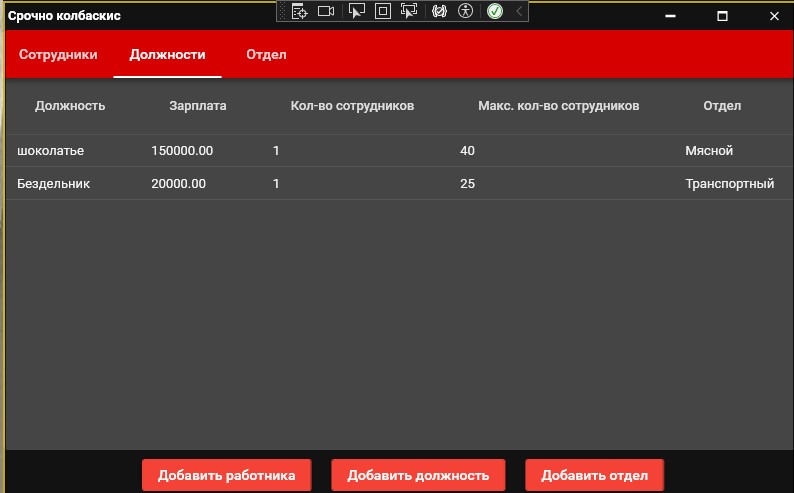 Срочно колбаскис
Сотрудники Должности Отдел
Должность Зарплата Кол-во сотрудников Макс. кол-во сотрудников Отдел
шоколатье 150000.00 1 40 Мясной
Бездельник 20000.00 1 25 Транспортный
Добавить работника Добавить должность Добавить отдел